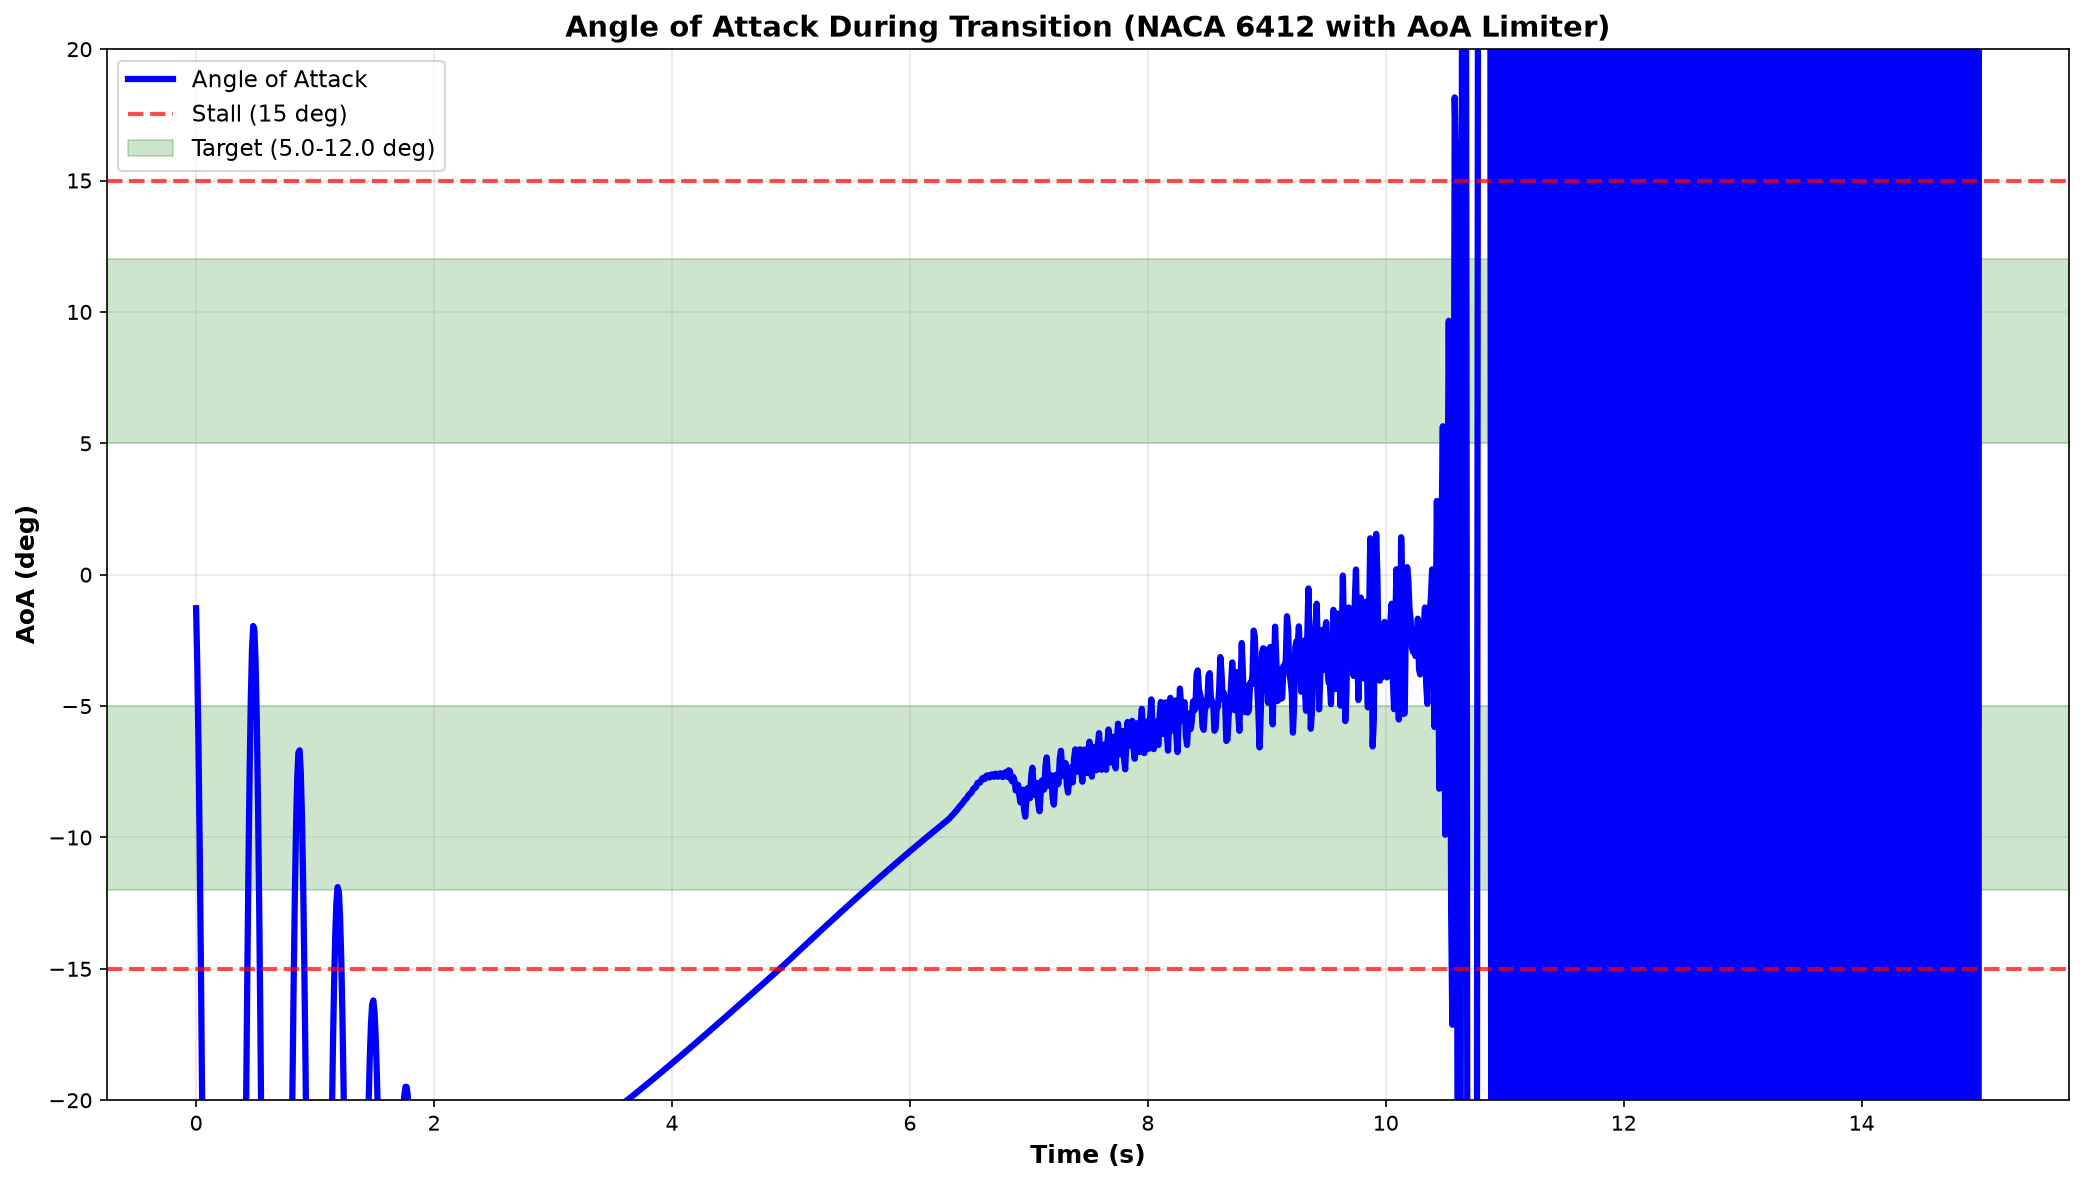 Angle of Attack During Transition (NACA 6412 with AoA Limiter)
Angle of Attack
Stall (15 deg)
Target (5.0-12.0 deg)
AoA (deg)
20
15
10
5
0
−5
−10
−15
−20
0 2 4 6 8 10 12 14
Time (s)